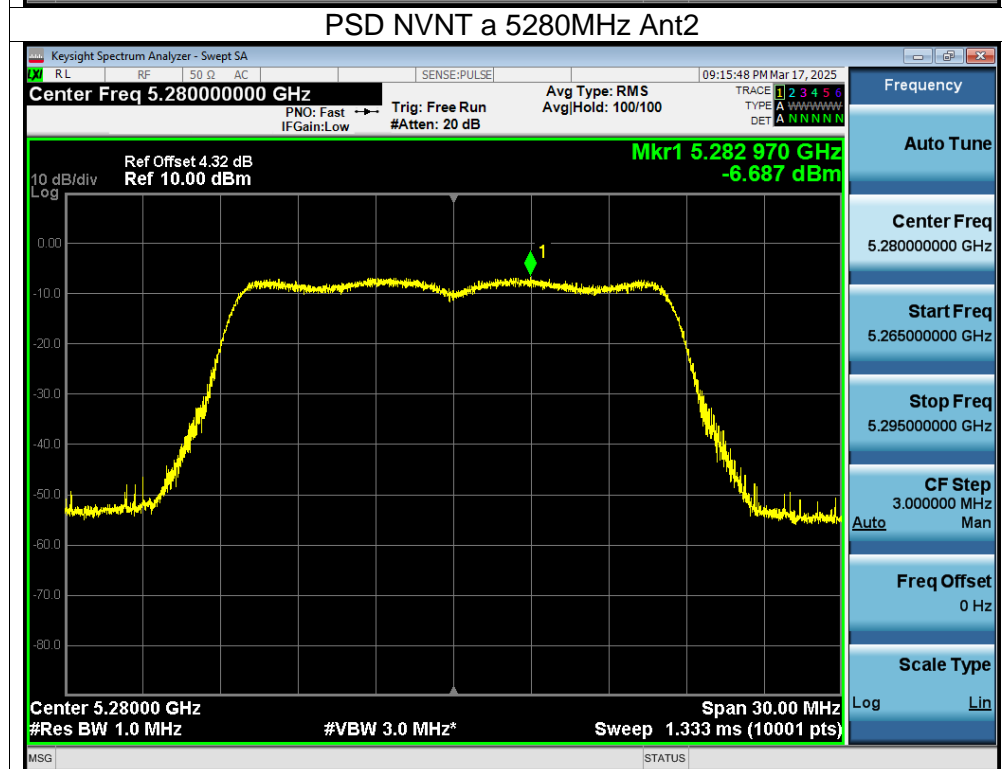 PSD NVNT a 5280MHz Ant2
Keysight Spectrum Analyzer - Swept SA
LXI RL RF 50 Ω AC SENSE:PULSE 09:15:48 PM Mar 17, 2025
Center Freq 5.280000000 GHz
PNO: Fast
IFGain:Low
Trig: Free Run
#Atten: 20 dB
Avg Type: RMS
Avg|Hold: 100/100
TRACE 1 2 3 4 5 6
TYPE A WWWWW
DET A N N N N N
Ref Offset 4.32 dB
10 dB/div Ref 10.00 dBm
Log
Mkr1 5.282 970 GHz
-6.687 dBm
1
0.00
-10.0
-20.0
-30.0
-40.0
-50.0
-60.0
-70.0
-80.0
Center 5.28000 GHz Span 30.00 MHz
#Res BW 1.0 MHz #VBW 3.0 MHz* Sweep 1.333 ms (10001 pts)
MSG STATUS
Frequency
Auto Tune
Center Freq
5.280000000 GHz
Start Freq
5.265000000 GHz
Stop Freq
5.295000000 GHz
CF Step
3.000000 MHz
Auto Man
Freq Offset
0 Hz
Scale Type
Log Lin